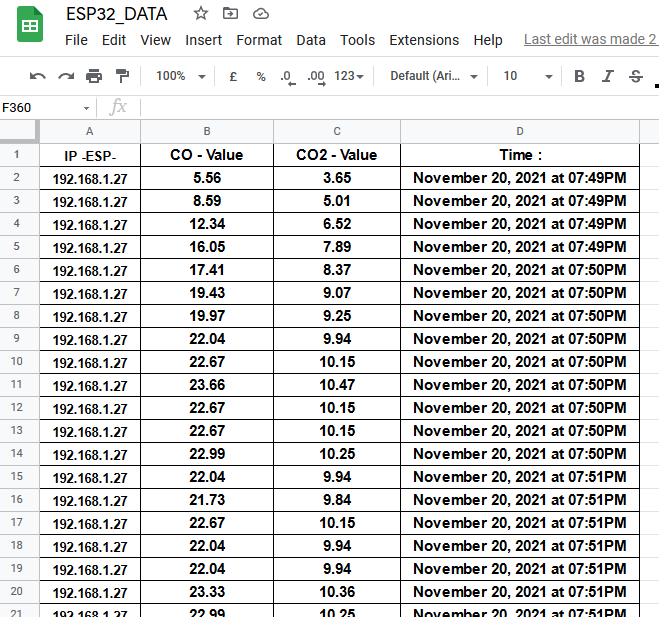 ESP32_DATA
File Edit View Insert Format Data Tools Extensions Help Last edit was made 2
100% £ % .0 .00 123 Default (Ari... 10 B I S
F360 fx
A B C D
1 IP -ESP- CO - Value CO2 - Value Time :
2 192.168.1.27 5.56 3.65 November 20, 2021 at 07:49PM
3 192.168.1.27 8.59 5.01 November 20, 2021 at 07:49PM
4 192.168.1.27 12.34 6.52 November 20, 2021 at 07:49PM
5 192.168.1.27 16.05 7.89 November 20, 2021 at 07:49PM
6 192.168.1.27 17.41 8.37 November 20, 2021 at 07:50PM
7 192.168.1.27 19.43 9.07 November 20, 2021 at 07:50PM
8 192.168.1.27 19.97 9.25 November 20, 2021 at 07:50PM
9 192.168.1.27 22.04 9.94 November 20, 2021 at 07:50PM
10 192.168.1.27 22.67 10.15 November 20, 2021 at 07:50PM
11 192.168.1.27 23.66 10.47 November 20, 2021 at 07:50PM
12 192.168.1.27 22.67 10.15 November 20, 2021 at 07:50PM
13 192.168.1.27 22.67 10.15 November 20, 2021 at 07:50PM
14 192.168.1.27 22.99 10.25 November 20, 2021 at 07:50PM
15 192.168.1.27 22.04 9.94 November 20, 2021 at 07:51PM
16 192.168.1.27 21.73 9.84 November 20, 2021 at 07:51PM
17 192.168.1.27 22.67 10.15 November 20, 2021 at 07:51PM
18 192.168.1.27 22.04 9.94 November 20, 2021 at 07:51PM
19 192.168.1.27 22.04 9.94 November 20, 2021 at 07:51PM
20 192.168.1.27 23.33 10.36 November 20, 2021 at 07:51PM
21 192.168.1.27 22.99 10.25 November 20, 2021 at 07:51PM